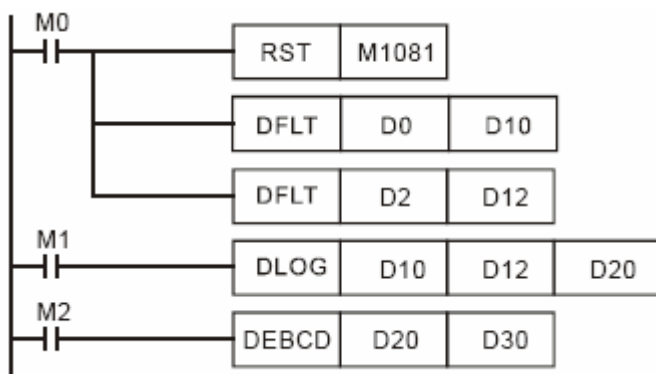 M0
RST M1081
DFLT D0 D10
DFLT D2 D12
M1
DLOG D10 D12 D20
M2
DEBCD D20 D30